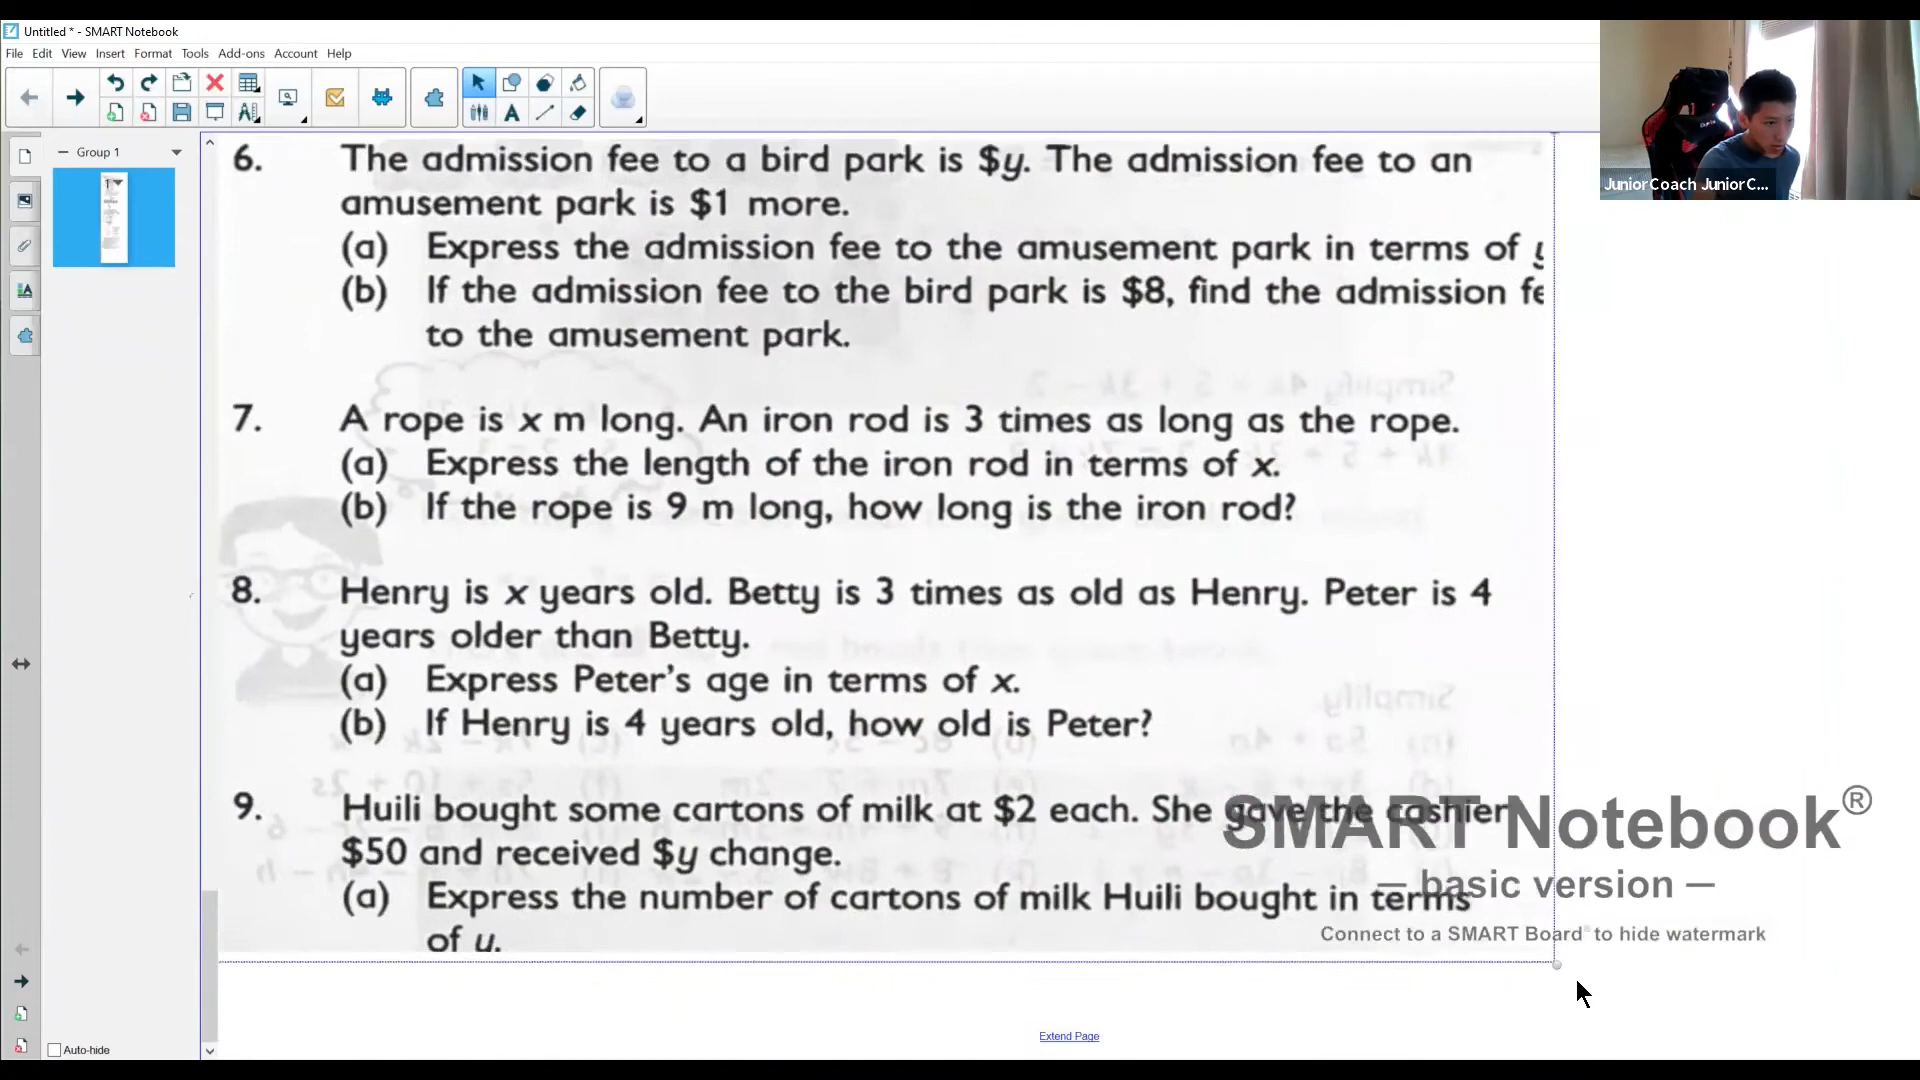 Untitled * - SMART Notebook
File Edit View Insert Format Tools Add-ons Account Help
Group 1
1
JuniorCoach JuniorC...
6. The admission fee to a bird park is $y. The admission fee to an
amusement park is $1 more.
(a) Express the admission fee to the amusement park in terms of y
(b) If the admission fee to the bird park is $8, find the admission fe
to the amusement park.
7. A rope is x m long. An iron rod is 3 times as long as the rope.
(a) Express the length of the iron rod in terms of x.
(b) If the rope is 9 m long, how long is the iron rod?
8. Henry is x years old. Betty is 3 times as old as Henry. Peter is 4
years older than Betty.
(a) Express Peter's age in terms of x.
(b) If Henry is 4 years old, how old is Peter?
9. Huili bought some cartons of milk at $2 each. She gave the cashier
$50 and received $y change.
(a) Express the number of cartons of milk Huili bought in terms
of y.
SMART Notebook®
— basic version —
Connect to a SMART Board® to hide watermark
Extend Page
Auto-hide